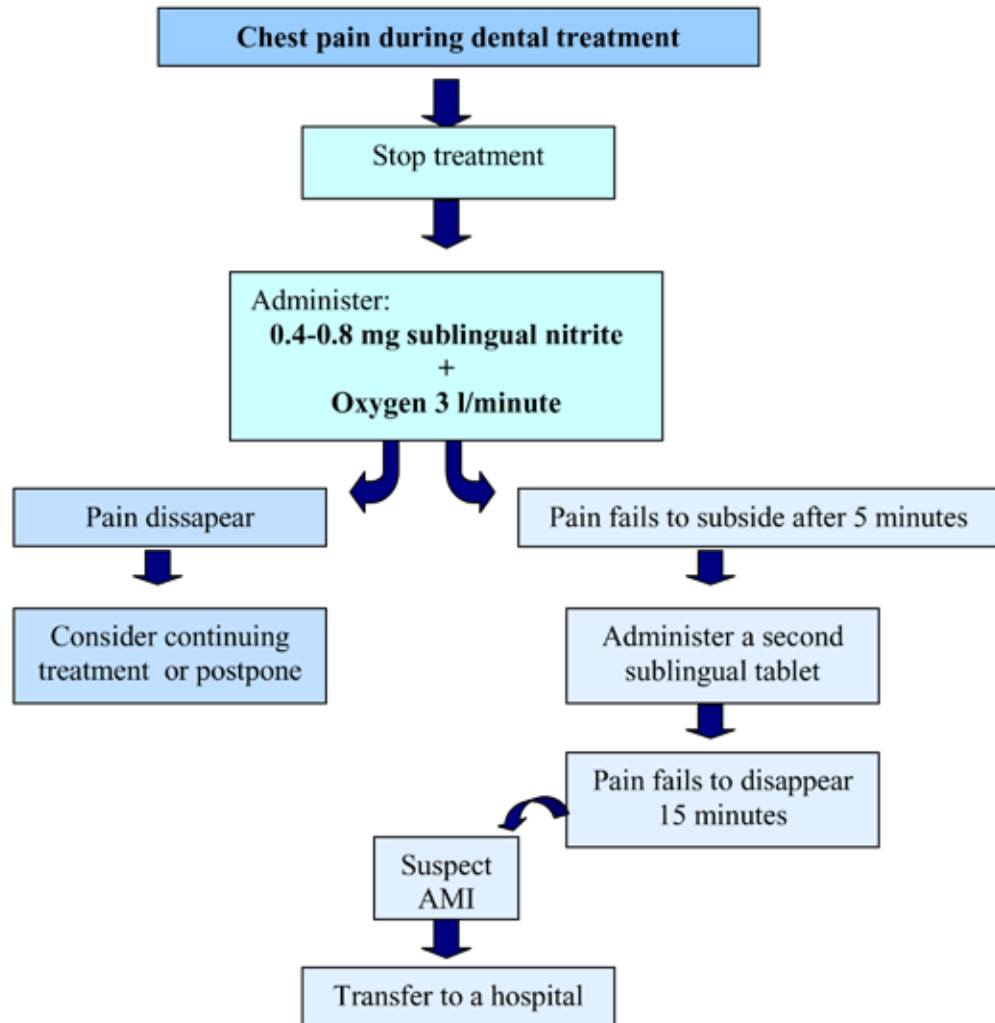 Chest pain during dental treatment
Stop treatment
Administer:
0.4-0.8 mg sublingual nitrite
+
Oxygen 3 l/minute
Pain dissapear
Pain fails to subside after 5 minutes
Consider continuing
treatment or postpone
Administer a second
sublingual tablet
Pain fails to disappear
15 minutes
Suspect
AMI
Transfer to a hospital